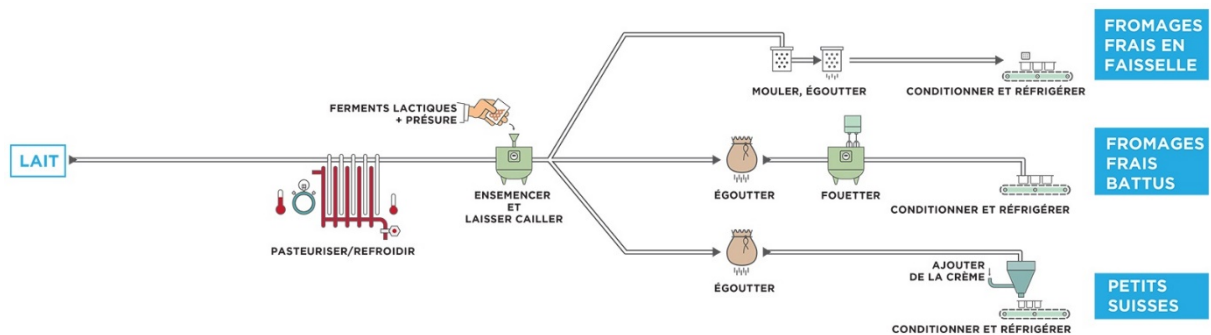 LAIT
PASTEURISER/REFROIDIR
FERMENTS LACTIQUES
+ PRÉSURE
ENSEMENCER
ET
LAISSER CAILLER
MOULER, ÉGOUTTER
CONDITIONNER ET RÉFRIGÉRER
FROMAGES
FRAIS EN
FAISSELLE
ÉGOUTTER
FOUETTER
CONDITIONNER ET RÉFRIGÉRER
FROMAGES
FRAIS
BATTUS
ÉGOUTTER
AJOUTER
DE LA CRÈME
CONDITIONNER ET RÉFRIGÉRER
PETITS
SUISSES